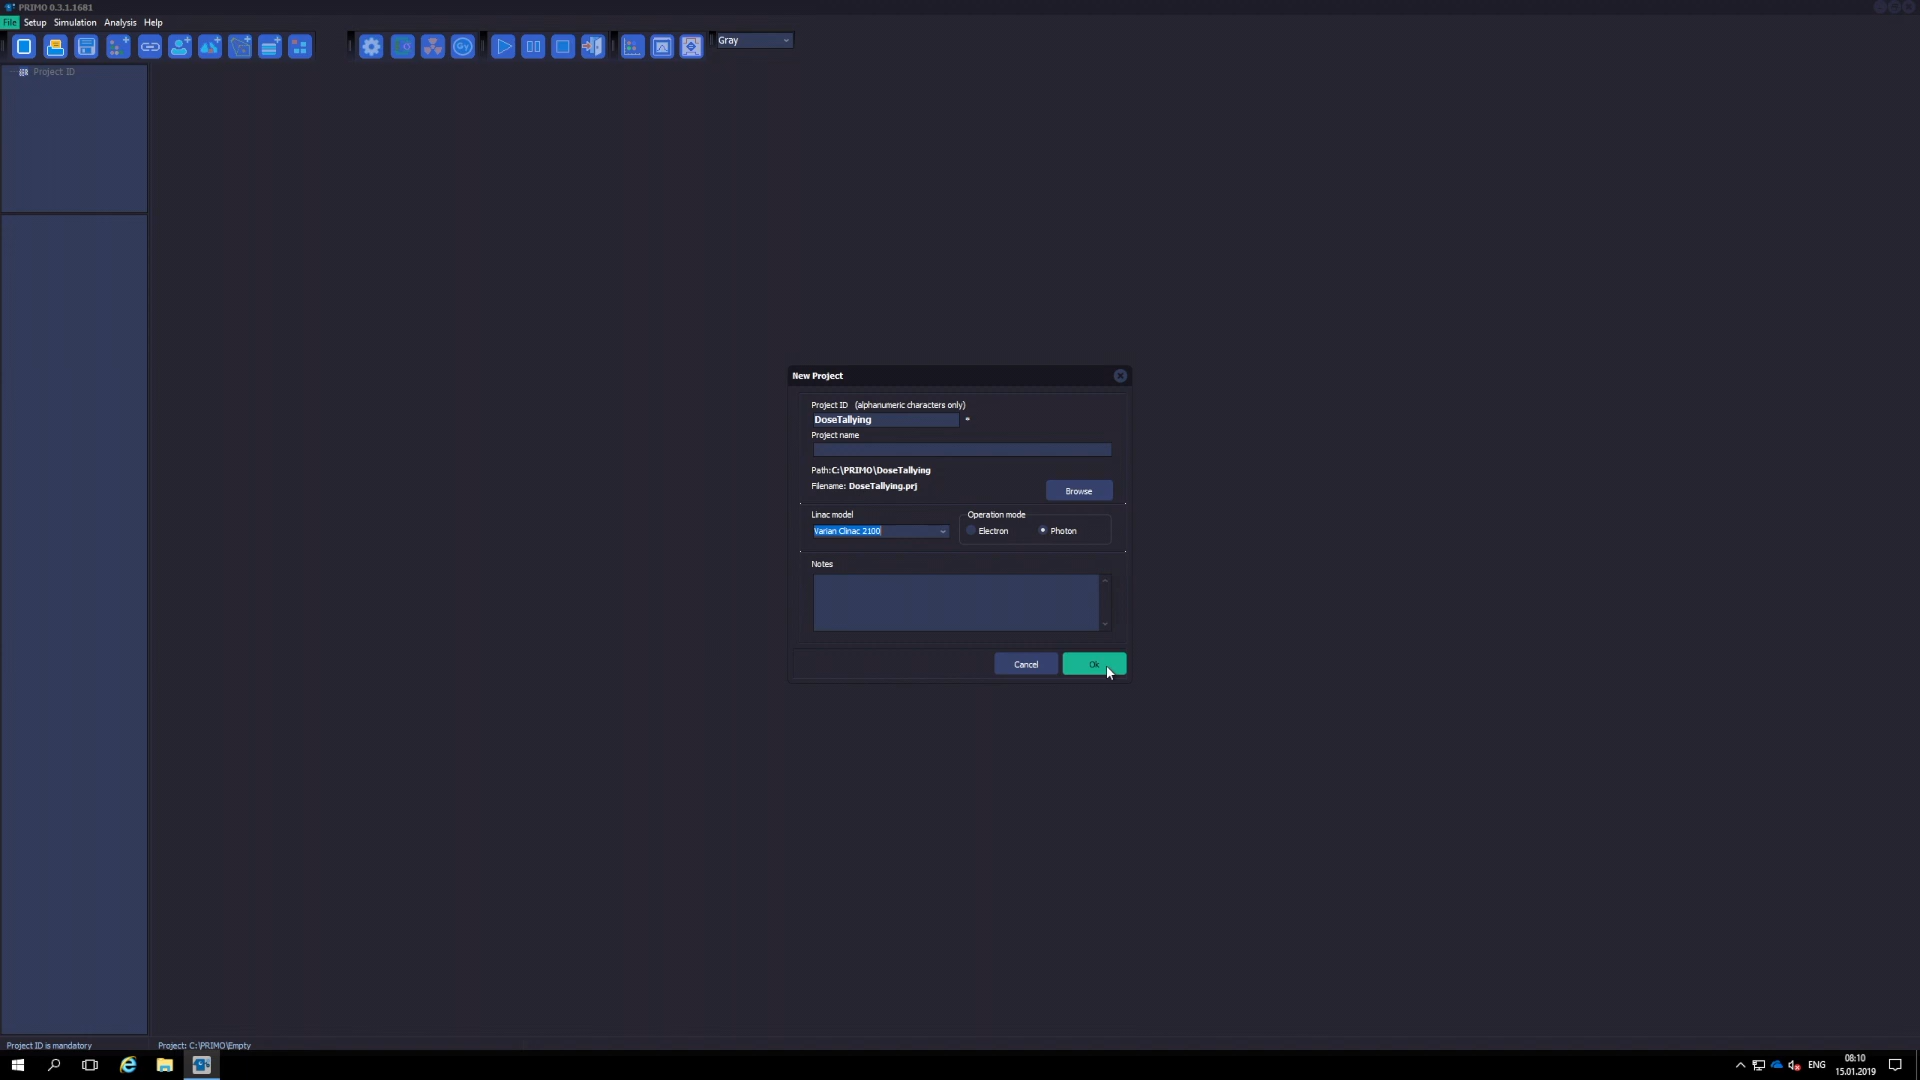 PRIMO 0.3.1.1681
File Setup Simulation Analysis Help
Gy
Gray
Project ID
New Project
Project ID (alphanumeric characters only)
DoseTallying *
Project name
Path:C:\PRIMO\DoseTallying
Filename: DoseTallying.prj
Browse
Linac model
Operation mode
Varian Clinac 2100
Electron
Photon
Notes
Cancel
Ok
Project ID is mandatory
Project: C:\PRIMO\Empty
ENG
08:10
15.01.2019